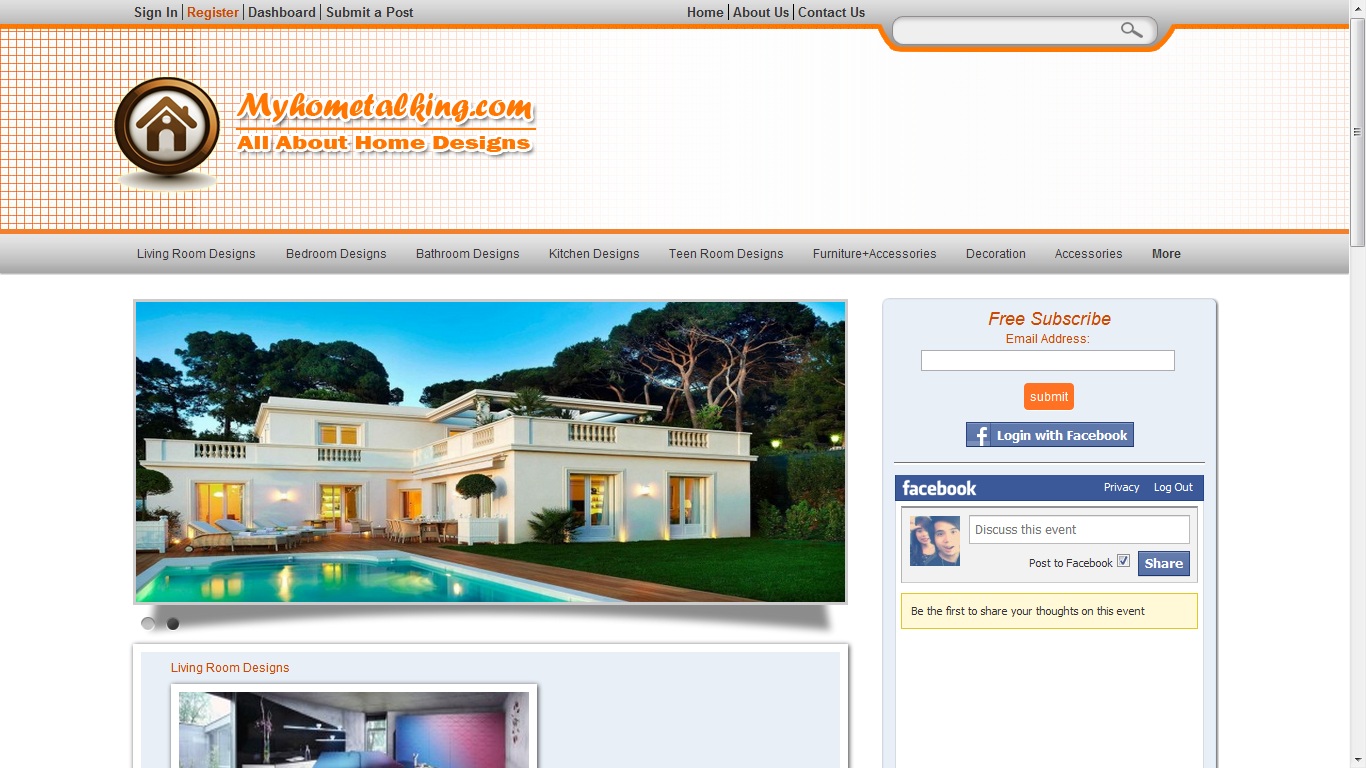 Sign In Register Dashboard Submit a Post Home About Us Contact Us
Myhometalking.com
All About Home Designs
Living Room Designs Bedroom Designs Bathroom Designs Kitchen Designs Teen Room Designs Furniture+Accessories Decoration Accessories More
Free Subscribe
Email Address:
submit
f Login with Facebook
facebook Privacy Log Out
Discuss this event
Post to Facebook Share
Be the first to share your thoughts on this event
Living Room Designs